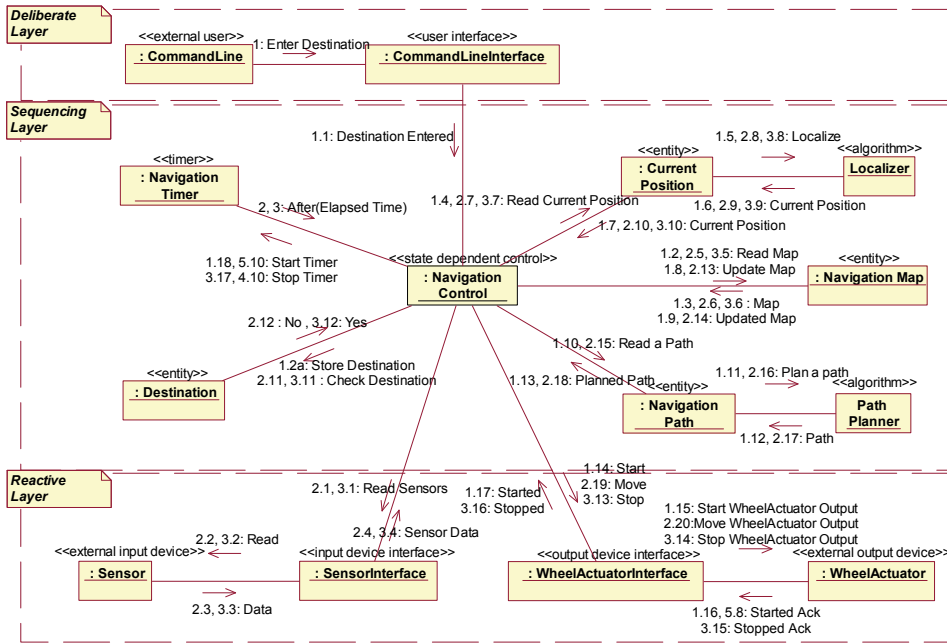 Deliberate
Layer
<<external user>>
: CommandLine
1: Enter Destination
<<user interface>>
: CommandLineInterface
Sequencing
Layer
1.1: Destination Entered
<<timer>>
: Navigation
Timer
2, 3: After(Elapsed Time)
1.18, 5.10: Start Timer
3.17, 4.10: Stop Timer
<<entity>>
: Current
Position
1.5, 2.8, 3.8: Localize
<<algorithm>>
Localizer
1.6, 2.9, 3.9: Current Position
1.4, 2.7, 3.7: Read Current Position
1.7, 2.10, 3.10: Current Position
<<state dependent control>>
: Navigation
Control
1.2, 2.5, 3.5: Read Map
1.8, 2.13: Update Map
<<entity>>
: Navigation Map
1.3, 2.6, 3.6 : Map
1.9, 2.14: Updated Map
2.12 : No , 3.12: Yes
1.2a: Store Destination
2.11, 3.11 : Check Destination
<<entity>>
: Destination
1.10, 2.15: Read a Path
1.13, 2.18: Planned Path
<<entity>>
: Navigation
Path
1.11, 2.16: Plan a path
<<algorithm>>
Path
Planner
1.12, 2.17: Path
Reactive
Layer
2.1, 3.1: Read Sensors
2.4, 3.4: Sensor Data
1.17: Started
3.16: Stopped
1.14: Start
2.19: Move
3.13: Stop
2.2, 3.2: Read
<<external input device>>
: Sensor
2.3, 3.3: Data
<<input device interface>>
: SensorInterface
<<output device interface>>
: WheelActuatorInterface
1.15: Start WheelActuator Output
2.20:Move WheelActuator Output
3.14: Stop WheelActuator Output
<<external output device>>
: WheelActuator
1.16, 5.8: Started Ack
3.15: Stopped Ack